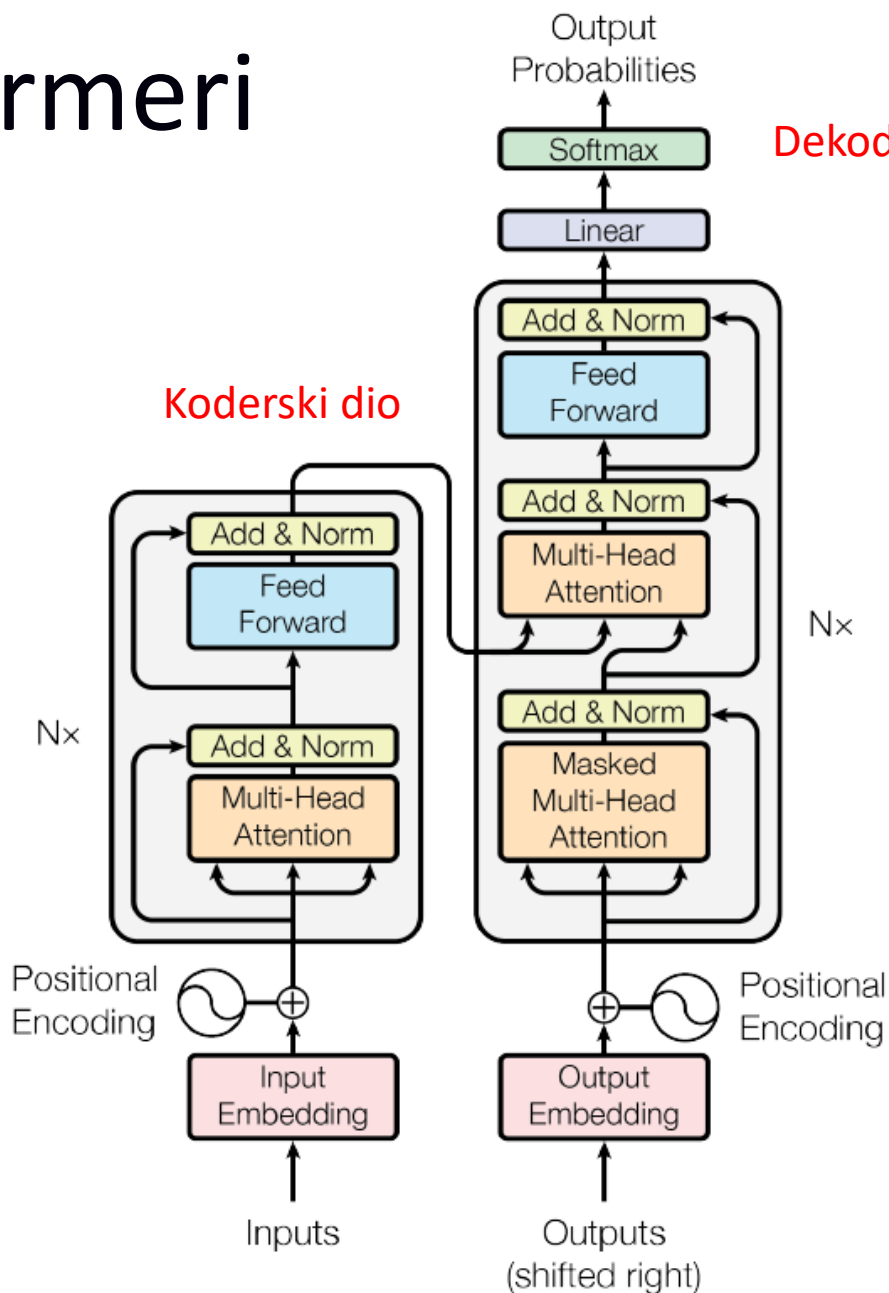 rmeri
Koderski dio
Dekod
Output
Probabilities
Softmax
Linear
Add & Norm
Feed
Forward
Add & Norm
Multi-Head
Attention
Nx
Add & Norm
Masked
Multi-Head
Attention
Positional
Encoding
Output
Embedding
Outputs
(shifted right)
Add & Norm
Feed
Forward
Nx
Add & Norm
Multi-Head
Attention
Positional
Encoding
Input
Embedding
Inputs